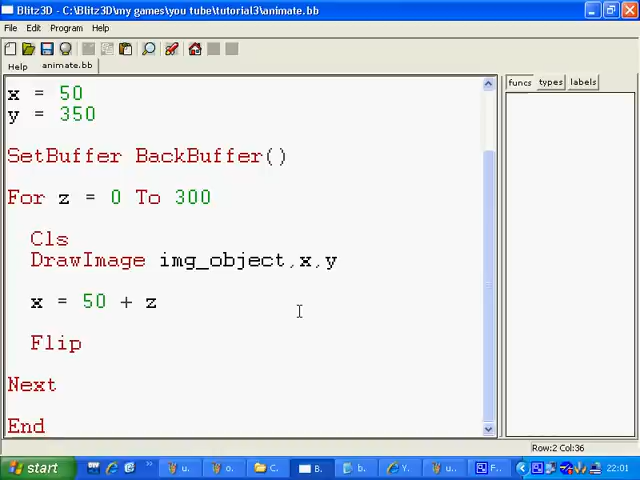 Blitz3D - C:\Blitz3D\my games\you tube\tutorial3\animate.bb
File Edit Program Help
Help animate.bb
funcs types labels
x = 50
y = 350
SetBuffer BackBuffer()
For z = 0 To 300
Cls
DrawImage img_object,x,y
x = 50 + z
Flip
Next
End
Row:2 Col:36
start u. o. C. B. b. Y. u.. F... 22:01